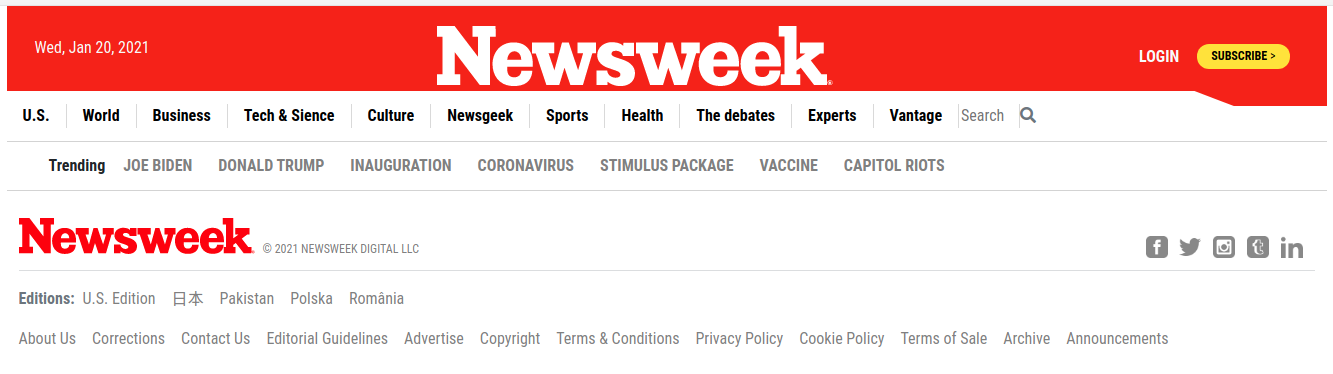 Wed, Jan 20, 2021 Newsweek® LOGIN SUBSCRIBE >
U.S. World Business Tech & Science Culture Newsgeek Sports Health The debates Experts Vantage Search
Trending JOE BIDEN DONALD TRUMP INAUGURATION CORONAVIRUS STIMULUS PACKAGE VACCINE CAPITOL RIOTS
Newsweek® © 2021 NEWSWEEK DIGITAL LLC
Editions: U.S. Edition 日本 Pakistan Polska România
About Us Corrections Contact Us Editorial Guidelines Advertise Copyright Terms & Conditions Privacy Policy Cookie Policy Terms of Sale Archive Announcements